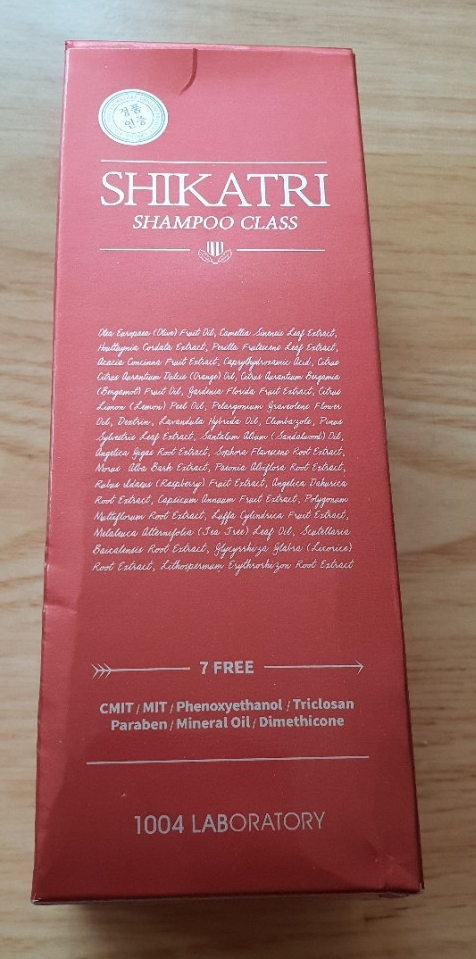 정품
인증
SHIKATRI
SHAMPOO CLASS
Olea Europaea (Olive) Fruit Oil, Camellia Sinensis Leaf Extract,
Houttuynia Cordata Extract, Perilla Frutescens Leaf Extract,
Acacia Concinna Fruit Extract, Caprylhydroxamic Acid, Citrus
Citrus Aurantium Dulcis (Orange) Oil, Citrus Aurantium Bergamia
(Bergamot) Fruit Oil, Gardenia Florida Fruit Extract, Citrus
Limon (Lemon) Peel Oil, Pelargonium Graveolens Flower
Oil, Dextrin, Lavandula Hybrida Oil, Climbazole, Pinus
Sylvestris Leaf Extract, Santalum Album (Sandalwood) Oil,
Angelica Gigas Root Extract, Sophora Flavescens Root Extract,
Morus Alba Bark Extract, Paeonia Albiflora Root Extract,
Rubus Idaeus (Raspberry) Fruit Extract, Angelica Dahurica
Root Extract, Capsicum Annuum Fruit Extract, Polygonum
Multiflorum Root Extract, Luffa Cylindrica Fruit Extract,
Melaleuca Alternifolia (Tea Tree) Leaf Oil, Scutellaria
Baicalensis Root Extract, Glycyrrhiza Glabra (Licorice)
Root Extract, Lithospermum Erythrorhizon Root Extract
7 FREE
CMIT / MIT / Phenoxyethanol / Triclosan
Paraben / Mineral Oil / Dimethicone
1004 LABORATORY